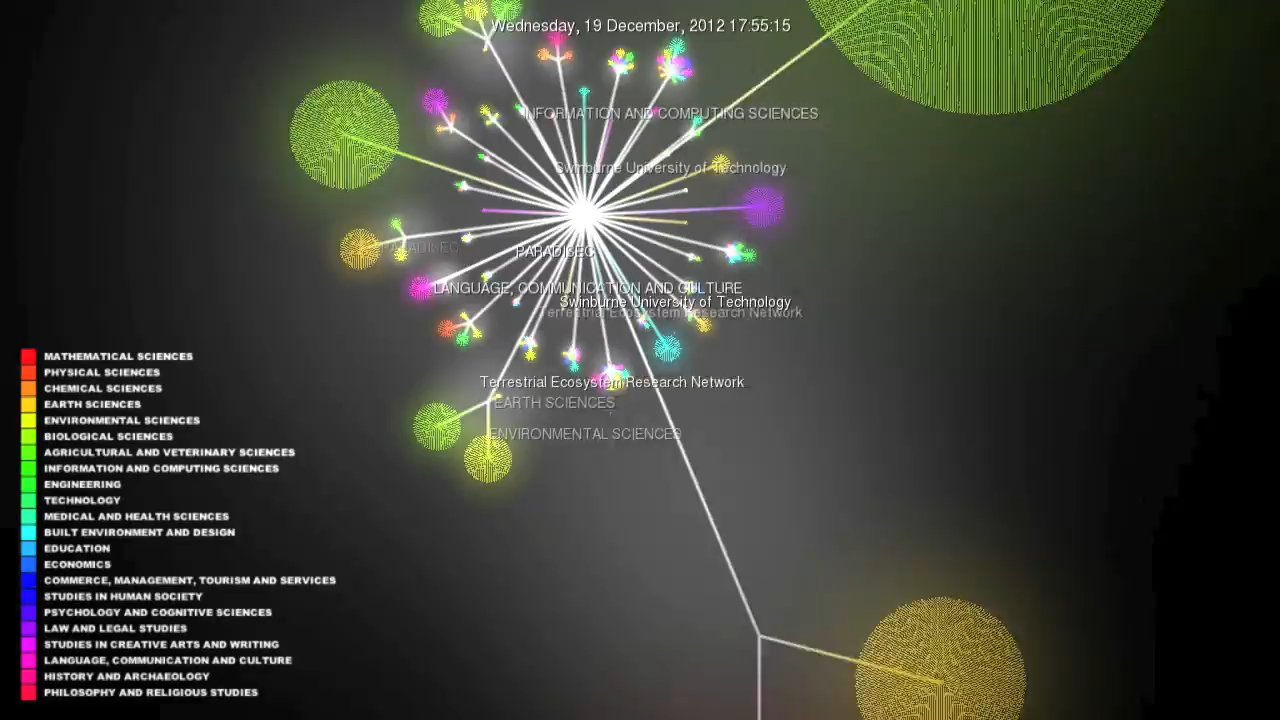 Wednesday, 19 December, 2012 17:55:15
INFORMATION AND COMPUTING SCIENCES
Swinburne University of Technology
PARADISEC
PARADISEC
LANGUAGE, COMMUNICATION AND CULTURE
Swinburne University of Technology
Terrestrial Ecosystem Research Network
Terrestrial Ecosystem Research Network
EARTH SCIENCES
ENVIRONMENTAL SCIENCES
MATHEMATICAL SCIENCES
PHYSICAL SCIENCES
CHEMICAL SCIENCES
EARTH SCIENCES
ENVIRONMENTAL SCIENCES
BIOLOGICAL SCIENCES
AGRICULTURAL AND VETERINARY SCIENCES
INFORMATION AND COMPUTING SCIENCES
ENGINEERING
TECHNOLOGY
MEDICAL AND HEALTH SCIENCES
BUILT ENVIRONMENT AND DESIGN
EDUCATION
ECONOMICS
COMMERCE, MANAGEMENT, TOURISM AND SERVICES
STUDIES IN HUMAN SOCIETY
PSYCHOLOGY AND COGNITIVE SCIENCES
LAW AND LEGAL STUDIES
STUDIES IN CREATIVE ARTS AND WRITING
LANGUAGE, COMMUNICATION AND CULTURE
HISTORY AND ARCHAEOLOGY
PHILOSOPHY AND RELIGIOUS STUDIES